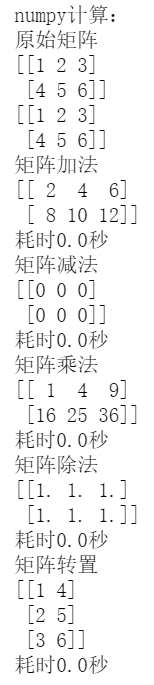 numpy计算：
原始矩阵
[[1 2 3]
 [4 5 6]]
[[1 2 3]
 [4 5 6]]
矩阵加法
[[ 2  4  6]
 [ 8 10 12]]
耗时0.0秒
矩阵减法
[[0 0 0]
 [0 0 0]]
耗时0.0秒
矩阵乘法
[[ 1  4  9]
 [16 25 36]]
耗时0.0秒
矩阵除法
[[1. 1. 1.]
 [1. 1. 1.]]
耗时0.0秒
矩阵转置
[[1 4]
 [2 5]
 [3 6]]
耗时0.0秒